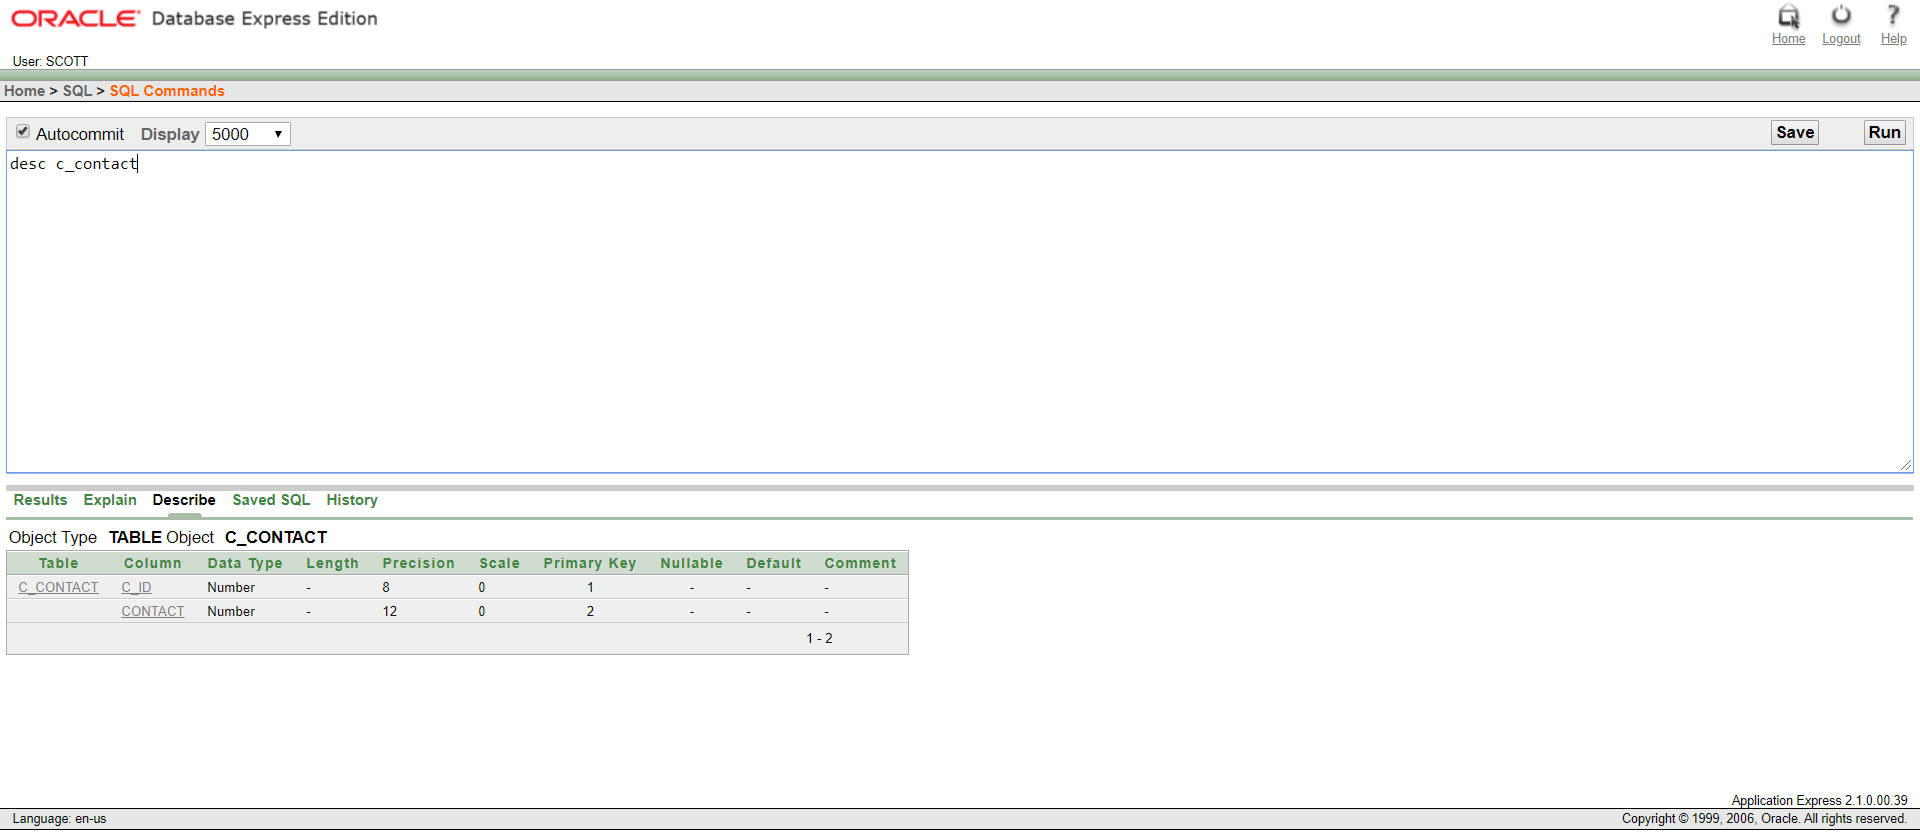 ORACLE Database Express Edition
Home Logout Help
User: SCOTT
Home > SQL > SQL Commands
Autocommit Display 5000 Save Run
desc c_contact
Results Explain Describe Saved SQL History
Object Type TABLE Object C_CONTACT
Table Column Data Type Length Precision Scale Primary Key Nullable Default Comment
C_CONTACT C_ID Number - 8 0 1 - - -
CONTACT Number - 12 0 2 - - -
1 - 2
Application Express 2.1.0.00.39
Language: en-us Copyright © 1999, 2006, Oracle. All rights reserved.